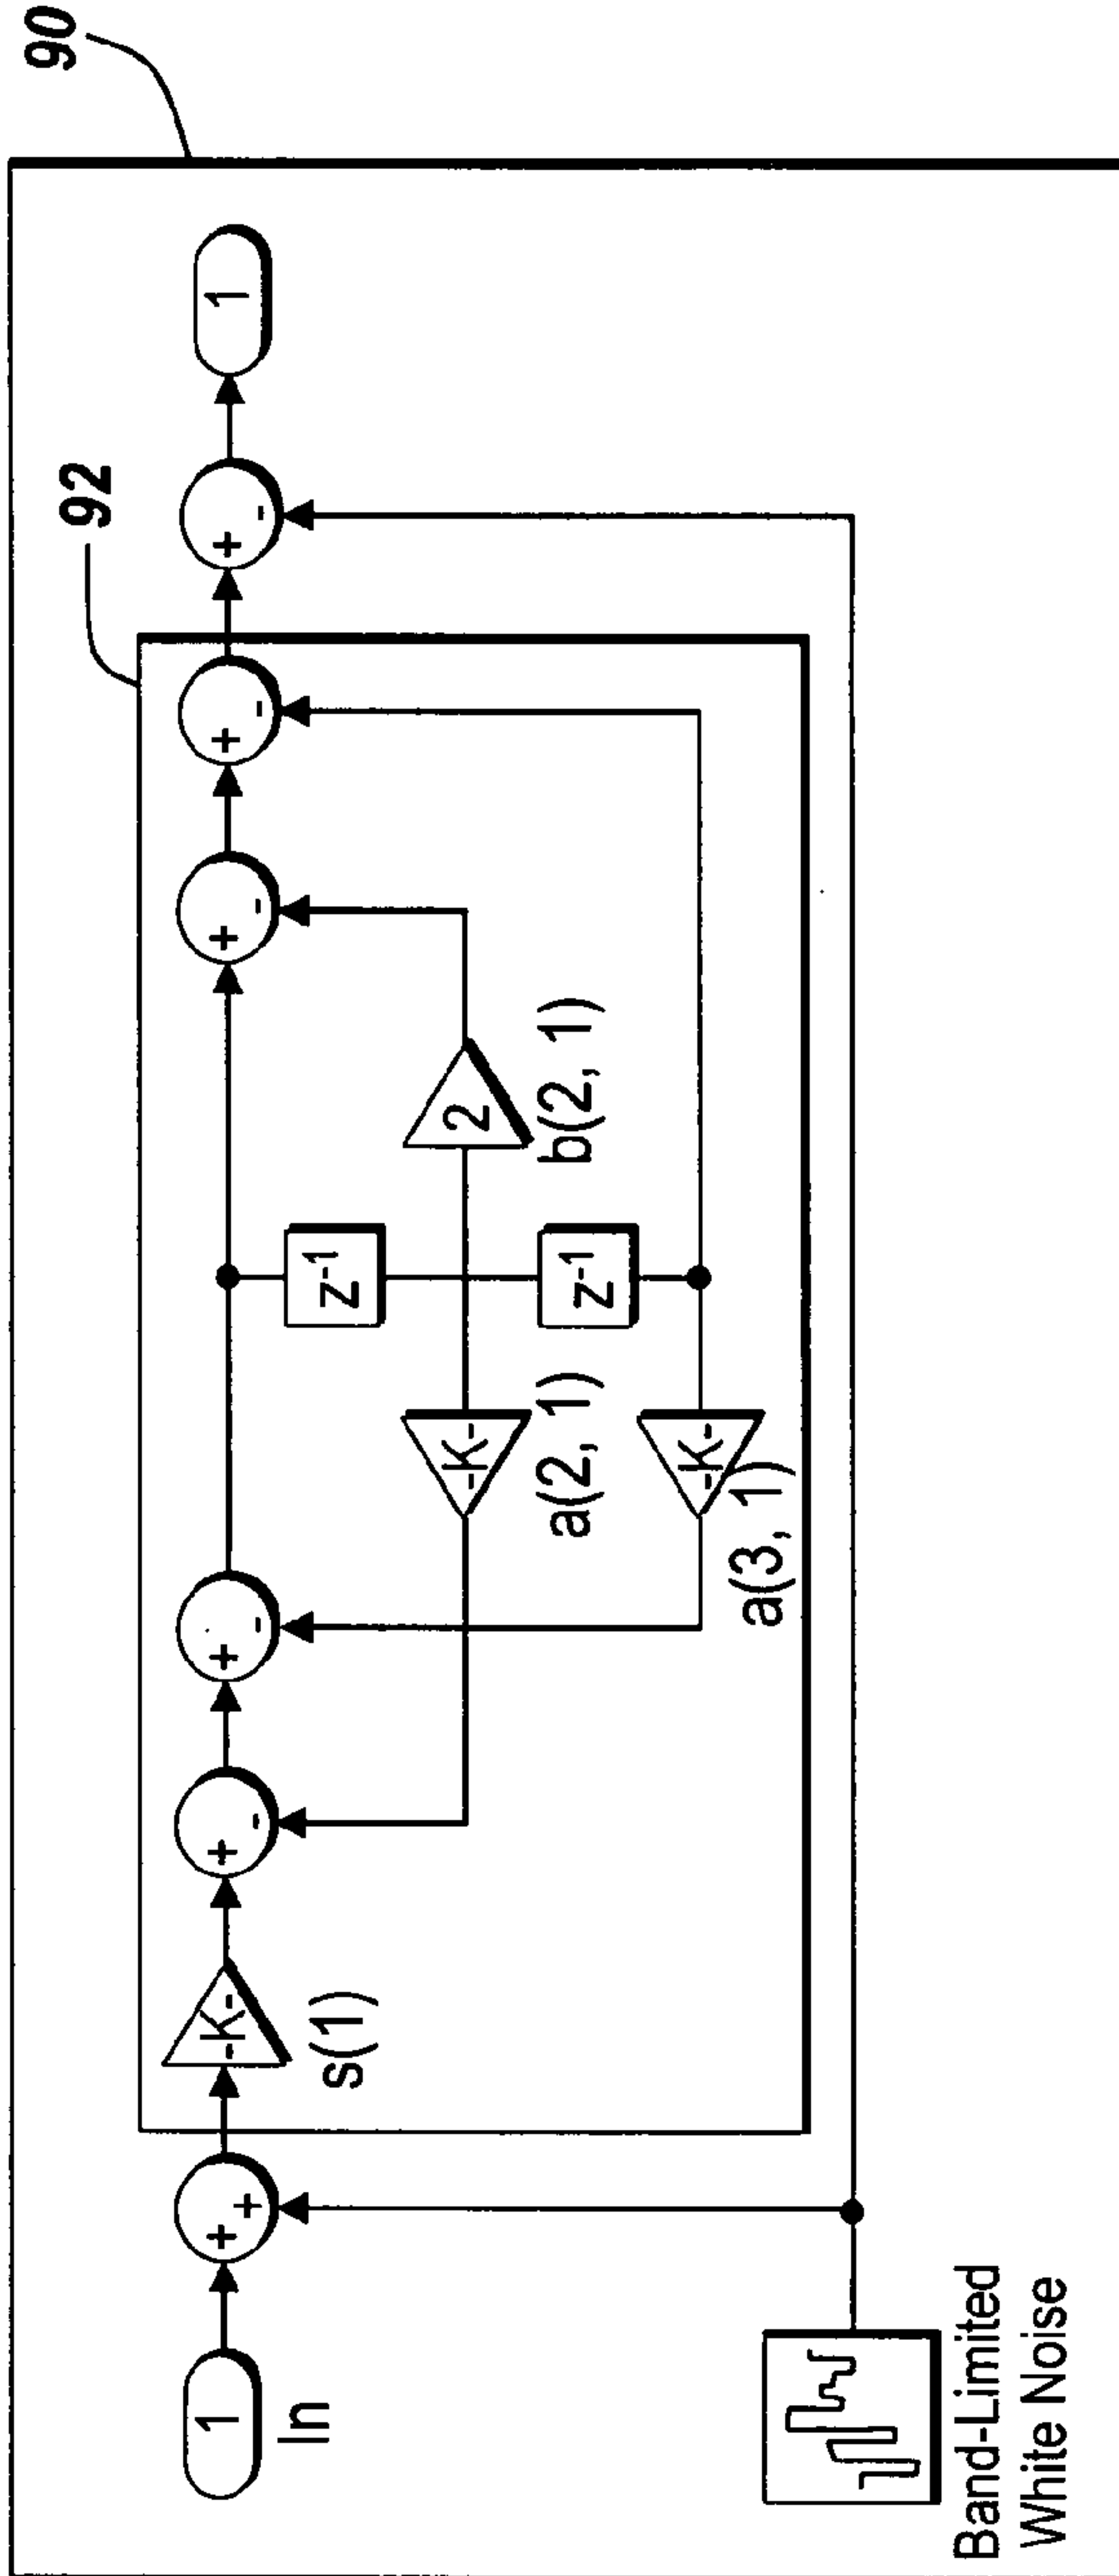 90
92
1
In
+
+
-K-
s(1)
+
-
+
-
z-1
z-1
-K-
a(2, 1)
-K-
a(3, 1)
2
b(2, 1)
+
-
+
-
+
-
1
Band-Limited
White Noise